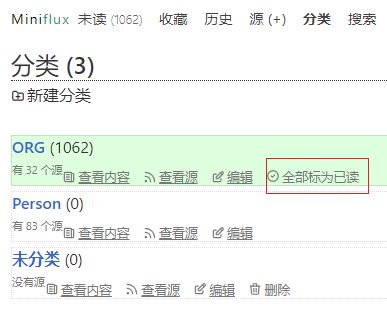 Miniflux 未读 (1062) 收藏 历史 源 (+) 分类 搜索
分类 (3)
新建分类
ORG (1062)
有 32 个源 查看内容 查看源 编辑 全部标为已读
Person (0)
有 83 个源 查看内容 查看源 编辑
未分类 (0)
没有源 查看内容 查看源 编辑 删除